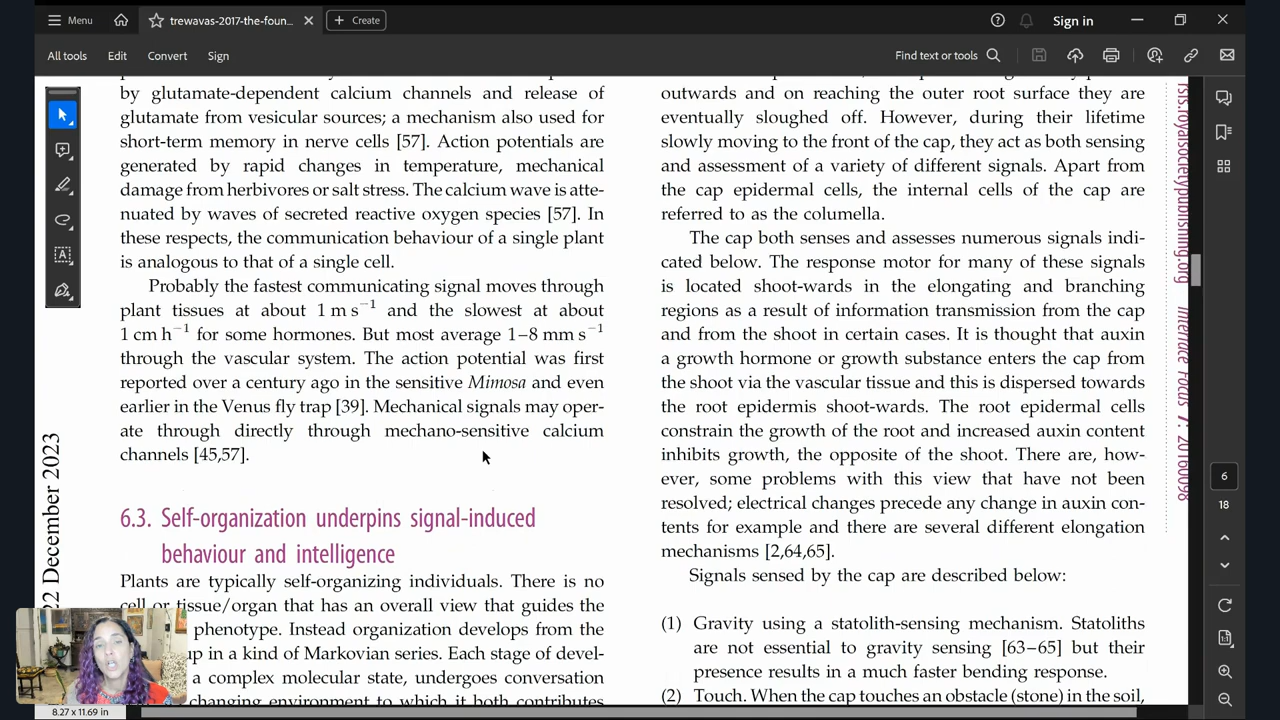 Menu
trewavas-2017-the-foun...
Create
Sign in
All tools
Edit
Convert
Sign
Find text or tools
by glutamate-dependent calcium channels and release of
glutamate from vesicular sources; a mechanism also used for
short-term memory in nerve cells [57]. Action potentials are
generated by rapid changes in temperature, mechanical
damage from herbivores or salt stress. The calcium wave is atte-
nuated by waves of secreted reactive oxygen species [57]. In
these respects, the communication behaviour of a single plant
is analogous to that of a single cell.
Probably the fastest communicating signal moves through
plant tissues at about 1 m s⁻¹ and the slowest at about
1 cm h⁻¹ for some hormones. But most average 1–8 mm s⁻¹
through the vascular system. The action potential was first
reported over a century ago in the sensitive Mimosa and even
earlier in the Venus fly trap [39]. Mechanical signals may oper-
ate through directly through mechano-sensitive calcium
channels [45,57].
6.3. Self-organization underpins signal-induced
behaviour and intelligence
Plants are typically self-organizing individuals. There is no
cell or tissue/organ that has an overall view that guides the
phenotype. Instead organization develops from the
up in a kind of Markovian series. Each stage of devel-
a complex molecular state, undergoes conversation
changing environment to which it both contributes
outwards and on reaching the outer root surface they are
eventually sloughed off. However, during their lifetime
slowly moving to the front of the cap, they act as both sensing
and assessment of a variety of different signals. Apart from
the cap epidermal cells, the internal cells of the cap are
referred to as the columella.
The cap both senses and assesses numerous signals indi-
cated below. The response motor for many of these signals
is located shoot-wards in the elongating and branching
regions as a result of information transmission from the cap
and from the shoot in certain cases. It is thought that auxin
a growth hormone or growth substance enters the cap from
the shoot via the vascular tissue and this is dispersed towards
the root epidermis shoot-wards. The root epidermal cells
constrain the growth of the root and increased auxin content
inhibits growth, the opposite of the shoot. There are, how-
ever, some problems with this view that have not been
resolved; electrical changes precede any change in auxin con-
tents for example and there are several different elongation
mechanisms [2,64,65].
Signals sensed by the cap are described below:
(1) Gravity using a statolith-sensing mechanism. Statoliths
are not essential to gravity sensing [63–65] but their
presence results in a much faster bending response.
(2) Touch. When the cap touches an obstacle (stone) in the soil,
rsfs.royalsocietypublishing.org
Interface Focus 7: 20160098
22 December 2023
6
18
8.27 x 11.69 in